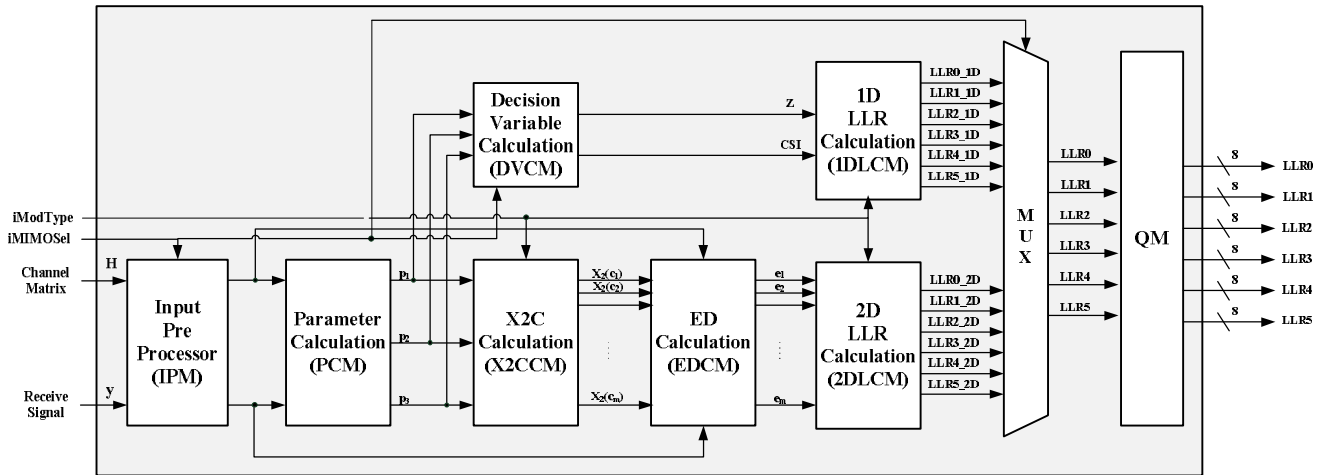 iModType
iMIMOSel
H
Channel
Matrix
y
Receive
Signal
Input
Pre
Processor
(IPM)
Parameter
Calculation
(PCM)
p1
p2
p3
Decision
Variable
Calculation
(DVCM)
X2C
Calculation
(X2CCM)
X2(c1)
X2(c2)
X2(cm)
ED
Calculation
(EDCM)
e1
e2
em
Z
CSI
1D
LLR
Calculation
(1DLCM)
2D
LLR
Calculation
(2DLCM)
LLR0_1D
LLR1_1D
LLR2_1D
LLR3_1D
LLR4_1D
LLR5_1D
LLR0_2D
LLR1_2D
LLR2_2D
LLR3_2D
LLR4_2D
LLR5_2D
M
U
X
LLR0
LLR1
LLR2
LLR3
LLR4
LLR5
QM
8
LLR0
8
LLR1
8
LLR2
8
LLR3
8
LLR4
8
LLR5